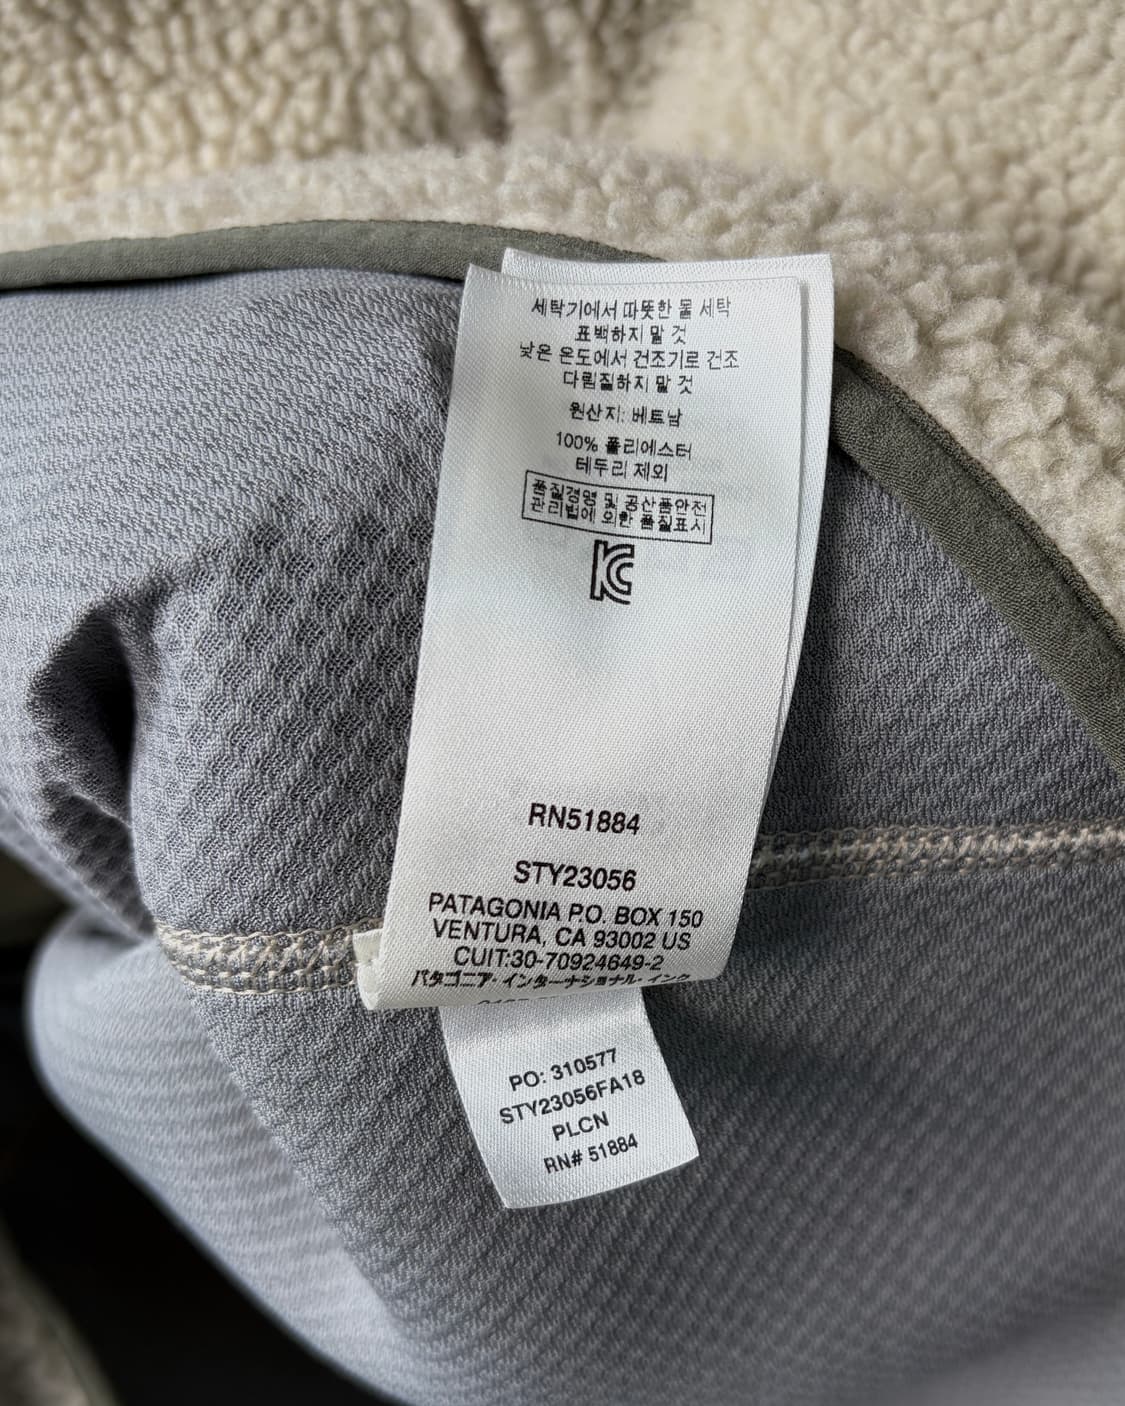 세탁기에서 따뜻한 물 세탁
표백하지 말 것
낮은 온도에서 건조기로 건조
다림질하지 말 것
원산지: 베트남
100% 폴리에스터
테두리 제외
품질경영 및 공산품안전
관리법에 의한 품질표시
KC
RN51884
STY23056
PATAGONIA P.O. BOX 150
VENTURA, CA 93002 US
CUIT:30-70924649-2
パタゴニア・インターナショナル・インク
PO: 310577
STY23056FA18
PLCN
RN# 51884